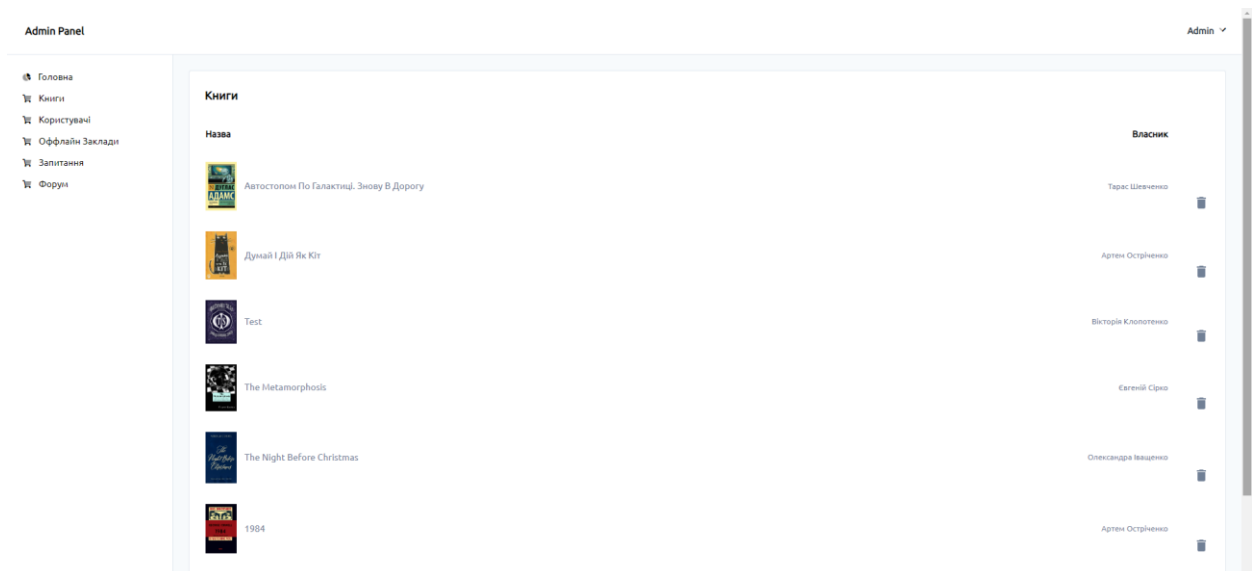 Admin Panel
Admin
Головна
Книги
Користувачі
Оффлайн Заклади
Запитання
Форум
Книги
Назва
Власник
Автостопом По Галактиці. Знову В Дорогу
Тарас Шевченко
Думай І Дій Як Кіт
Артем Остріченко
Test
Вікторія Клопотенко
The Metamorphosis
Євгеній Сірко
The Night Before Christmas
Олександра Іващенко
1984
Артем Остріченко